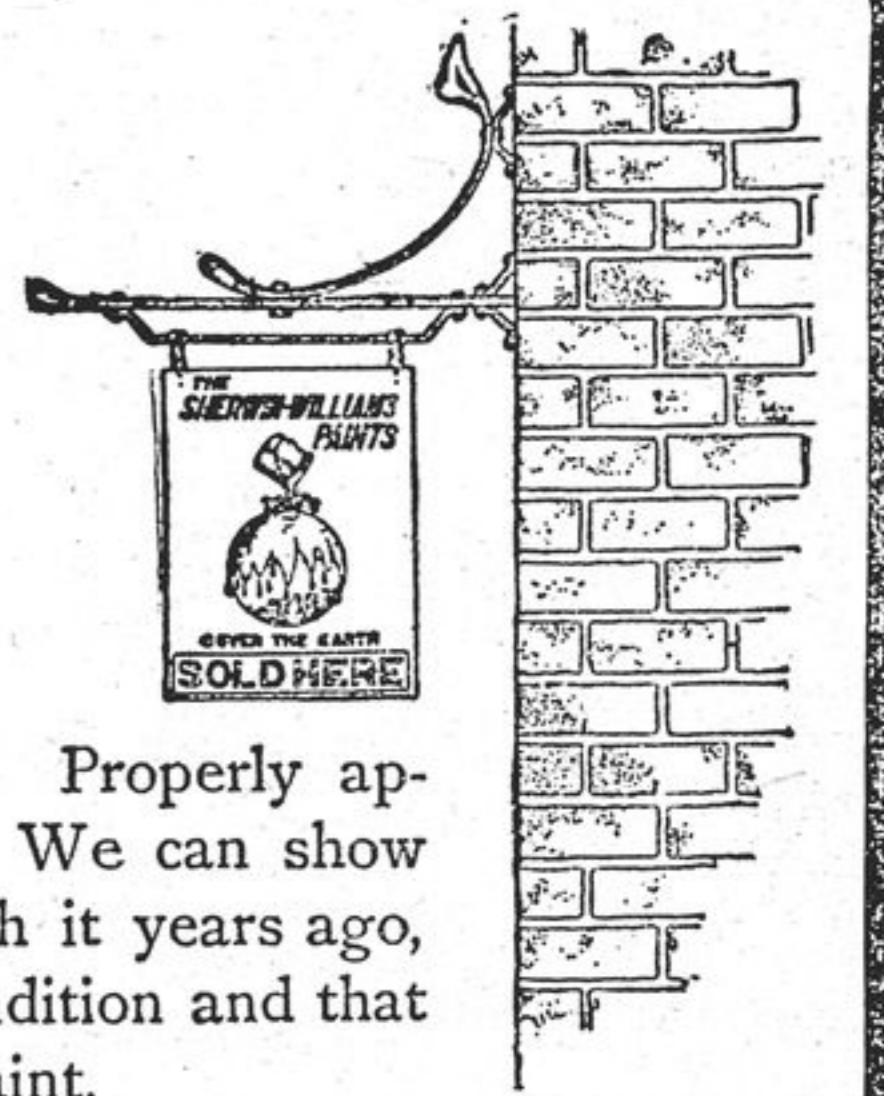 THE
SHERWIN-WILLIAMS
PAINTS
COVER THE EARTH
SOLD HERE
Properly ap-
We can show
h it years ago,
dition and that
aint.